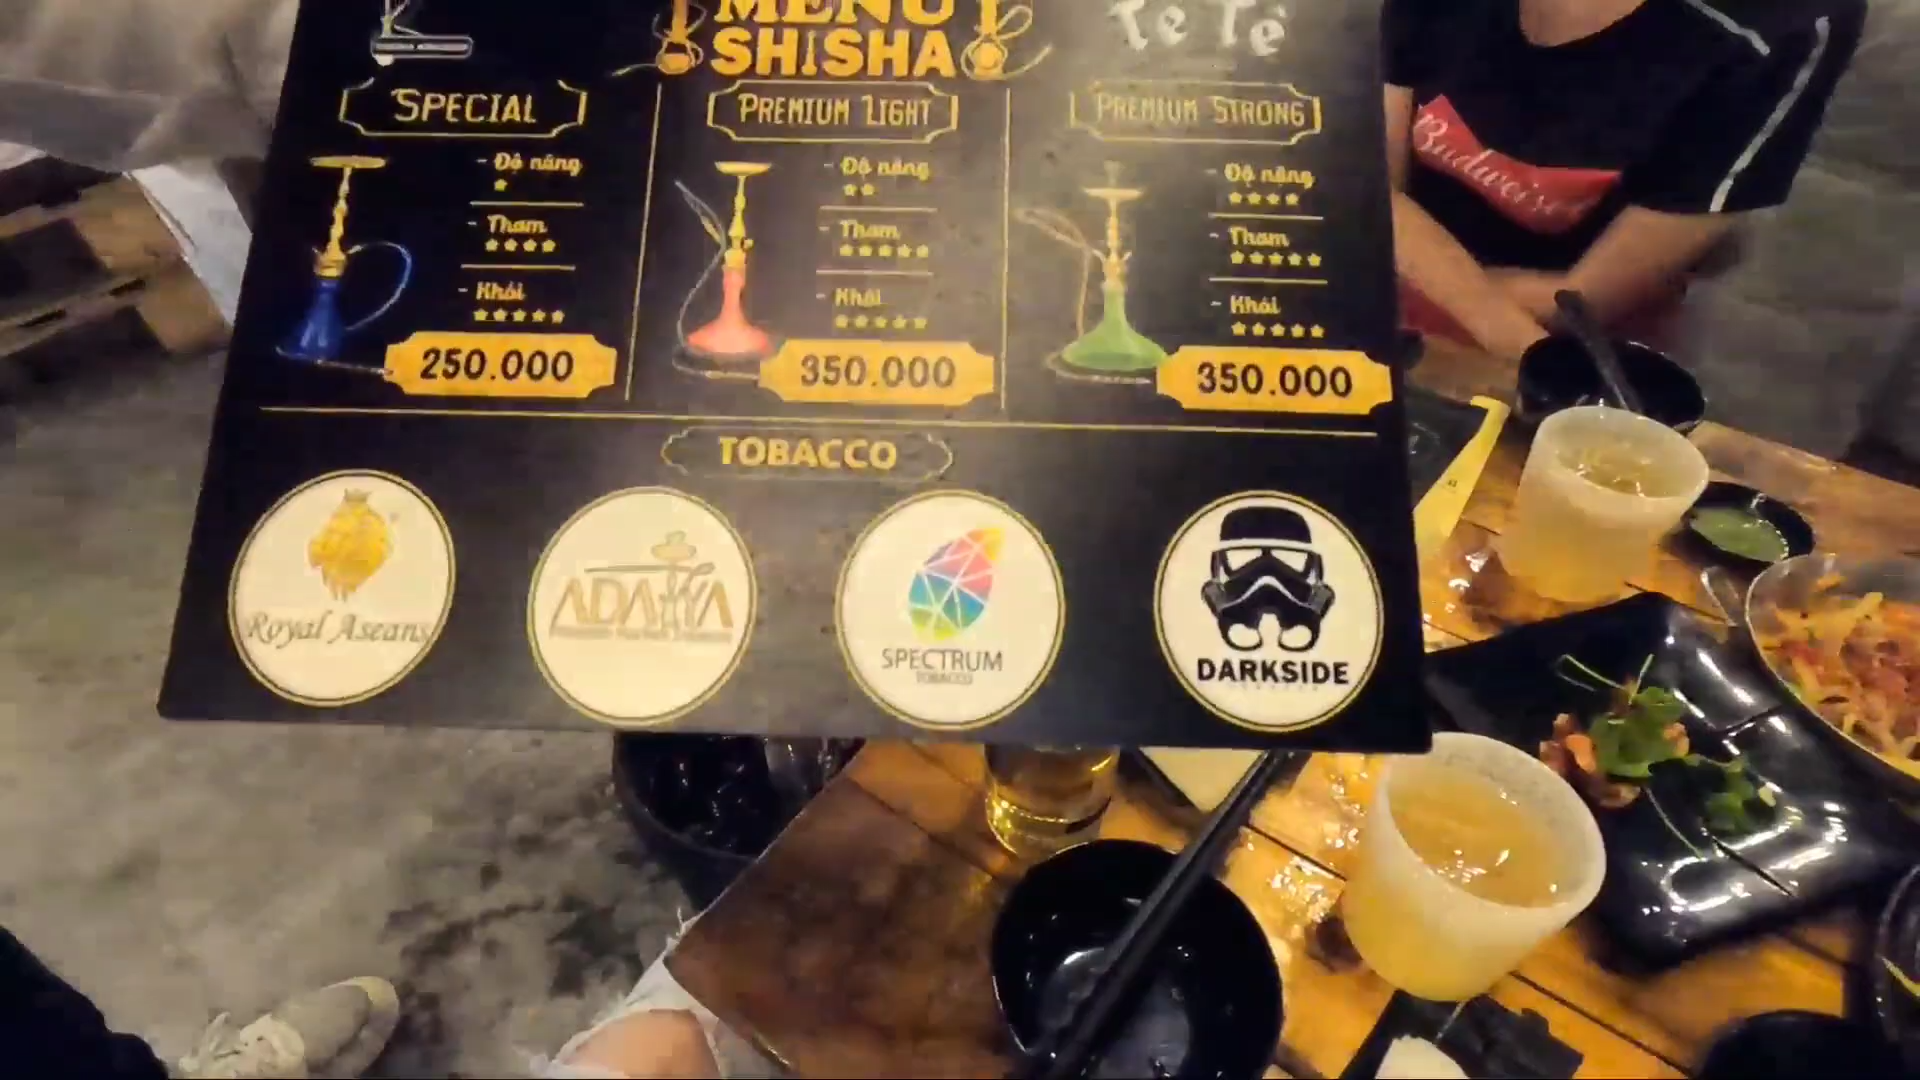 MENU
SHISHA
Te Tê
SPECIAL
- Độ nặng
- Thơm
- Khói
250.000
PREMIUM LIGHT
- Độ nặng
- Thơm
- Khói
350.000
PREMIUM STRONG
- Độ nặng
- Thơm
- Khói
350.000
TOBACCO
Royal Aseans
ADALYA
SPECTRUM
TOBACCO
DARKSIDE
Budweiser